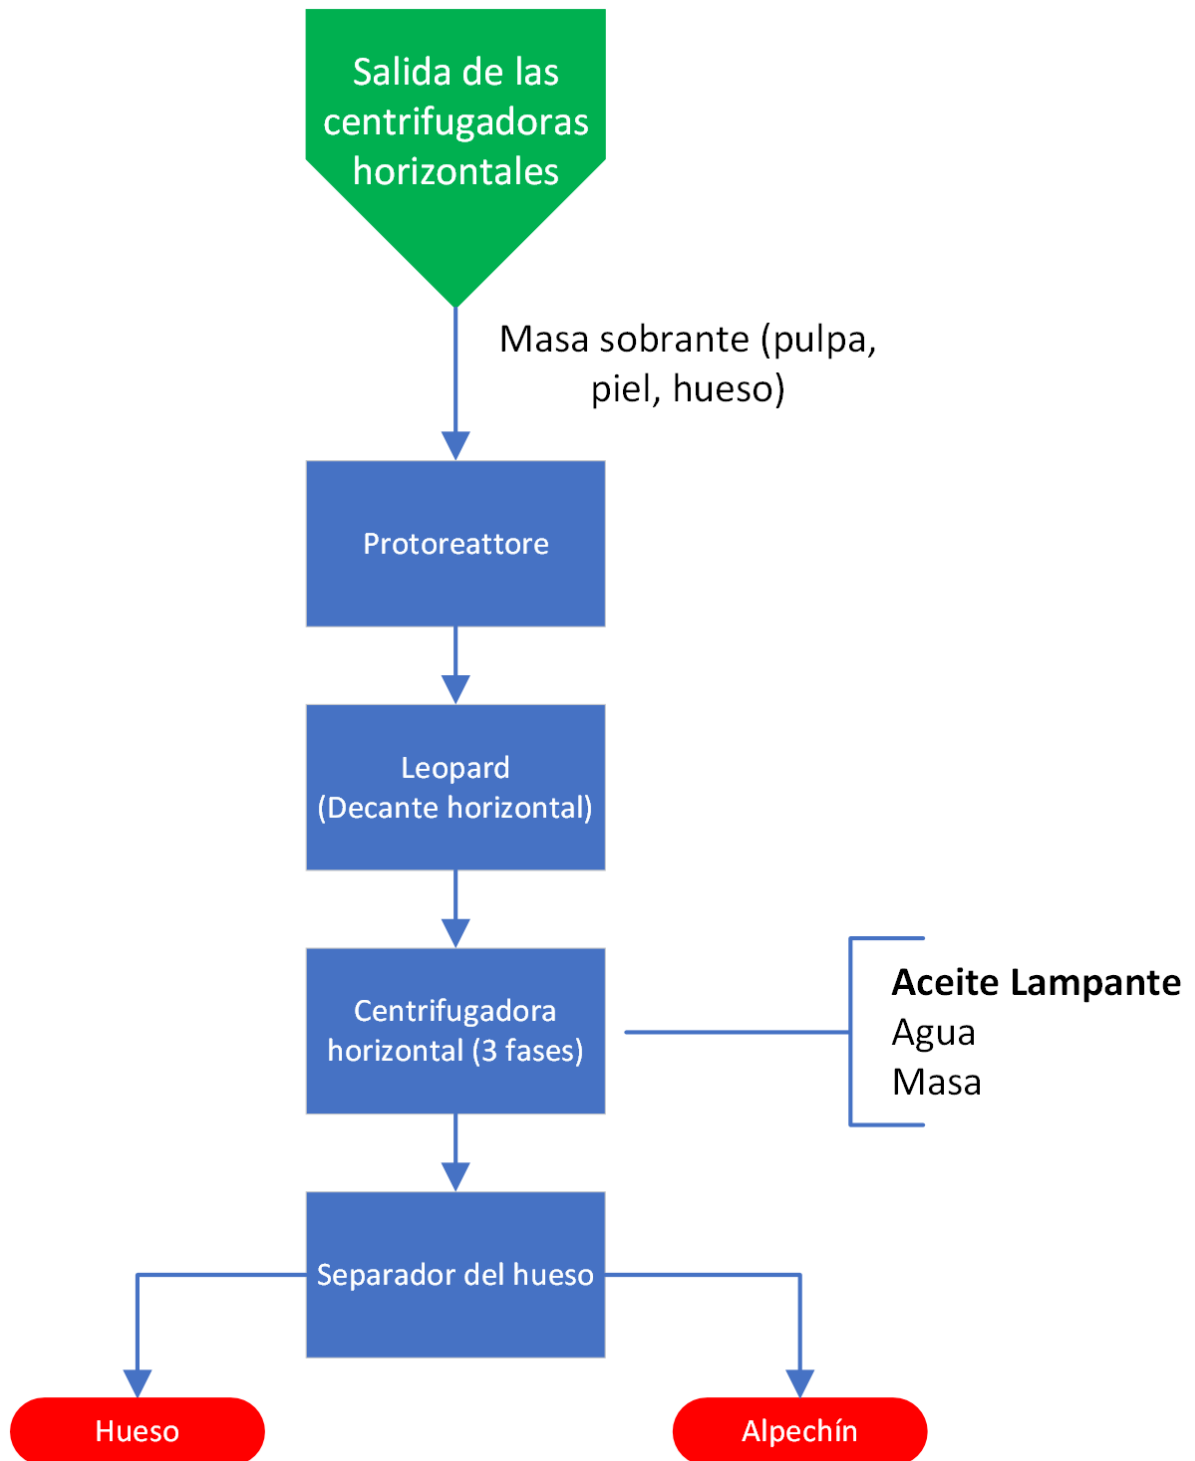 Salida de las
centrifugadoras
horizontales
Masa sobrante (pulpa,
piel, hueso)
Protoreattore
Leopard
(Decante horizontal)
Centrifugadora
horizontal (3 fases)
Aceite Lampante
Agua
Masa
Separador del hueso
Hueso
Alpechín